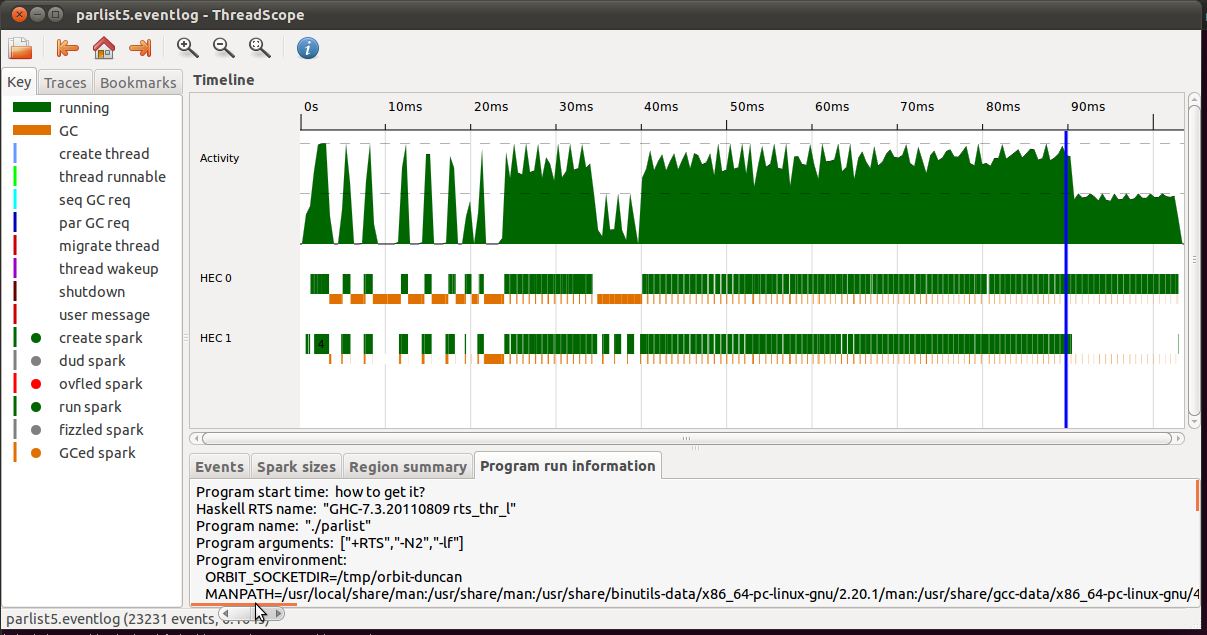 parlist5.eventlog - ThreadScope
Key
Traces
Bookmarks
running
GC
create thread
thread runnable
seq GC req
par GC req
migrate thread
thread wakeup
shutdown
user message
create spark
dud spark
ovfled spark
run spark
fizzled spark
GCed spark
Timeline
0s 10ms 20ms 30ms 40ms 50ms 60ms 70ms 80ms 90ms
Activity
HEC 0
HEC 1
4
Events
Spark sizes
Region summary
Program run information
Program start time: how to get it?
Haskell RTS name: "GHC-7.3.20110809 rts_thr_l"
Program name: "./parlist"
Program arguments: ["+RTS","-N2","-lf"]
Program environment:
ORBIT_SOCKETDIR=/tmp/orbit-duncan
MANPATH=/usr/local/share/man:/usr/share/man:/usr/share/binutils-data/x86_64-pc-linux-gnu/2.20.1/man:/usr/share/gcc-data/x86_64-pc-linux-gnu/4
parlist5.eventlog (23231 events,